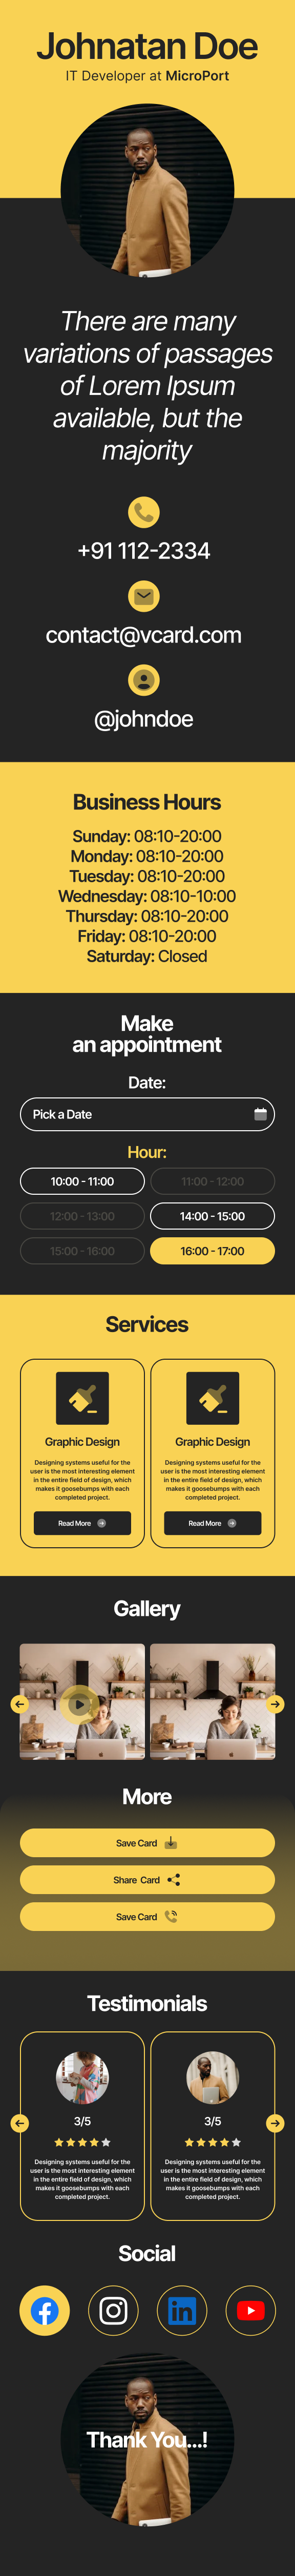 Johnatan Doe
IT Developer at MicroPort
There are many
variations of passages
of Lorem Ipsum
available, but the
majority
+91 112-2334
contact@vcard.com
@johndoe
Business Hours
Sunday: 08:10-20:00
Monday: 08:10-20:00
Tuesday: 08:10-20:00
Wednesday: 08:10-10:00
Thursday: 08:10-20:00
Friday: 08:10-20:00
Saturday: Closed
Make
an appointment
Date:
Pick a Date
Hour:
10:00 - 11:00
11:00 - 12:00
12:00 - 13:00
14:00 - 15:00
15:00 - 16:00
16:00 - 17:00
Services
Graphic Design
Designing systems useful for the
user is the most interesting element
in the entire field of design, which
makes it goosebumps with each
completed project.
Read More
Graphic Design
Designing systems useful for the
user is the most interesting element
in the entire field of design, which
makes it goosebumps with each
completed project.
Read More
Gallery
More
Save Card
Share Card
Save Card
Testimonials
3/5
Designing systems useful for the
user is the most interesting element
in the entire field of design, which
makes it goosebumps with each
completed project.
3/5
Designing systems useful for the
user is the most interesting element
in the entire field of design, which
makes it goosebumps with each
completed project.
Social
in
Thank You...!